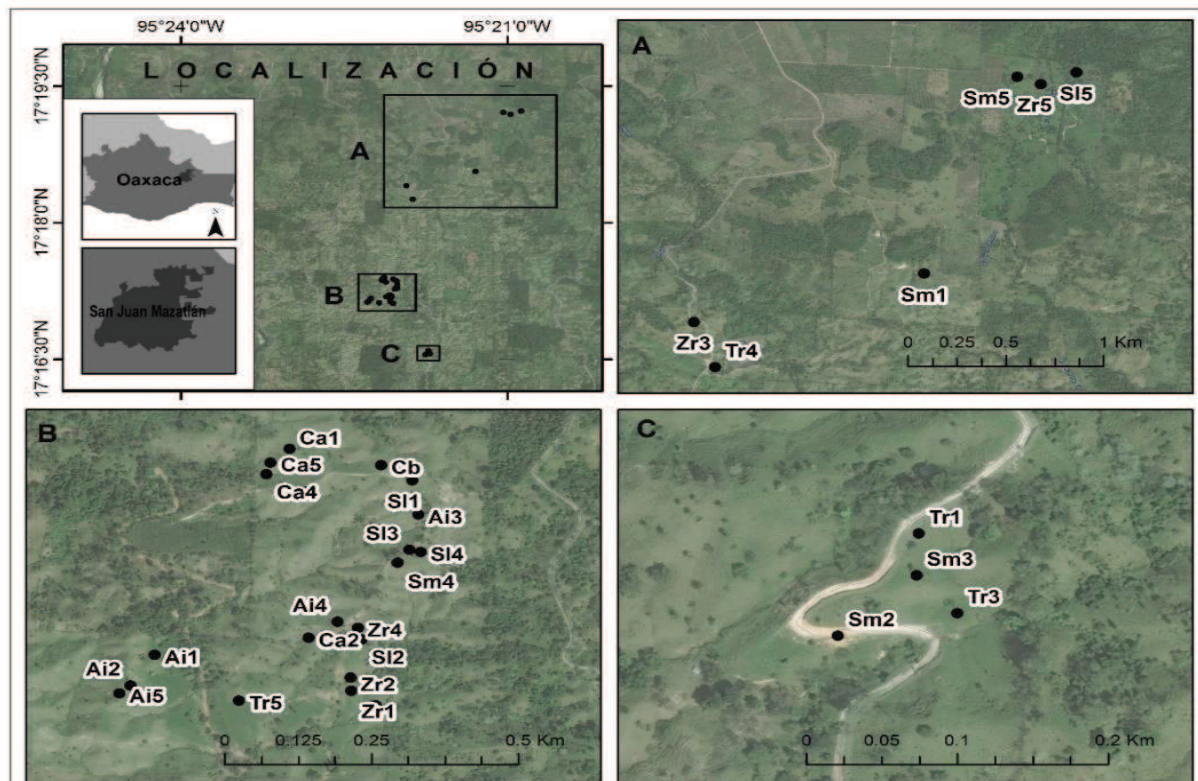 95°24'0"W
95°21'0"W
LOCALIZACIÓN
17°19'30"N
17°18'0"N
17°16'30"N
Oaxaca
San Juan Mazatlán
A
B
C
A
Sm5
Zr5
Sl5
Sm1
Zr3
Tr4
0 0.25 0.5 1 Km
B
Ca1
Ca5
Ca4
Cb
Sl1
Ai3
Sl3
Sl4
Sm4
Ai4
Ca2
Zr4
Sl2
Ai1
Ai2
Ai5
Zr2
Tr5
Zr1
0 0.125 0.25 0.5 Km
C
Tr1
Sm3
Tr3
Sm2
0 0.05 0.1 0.2 Km